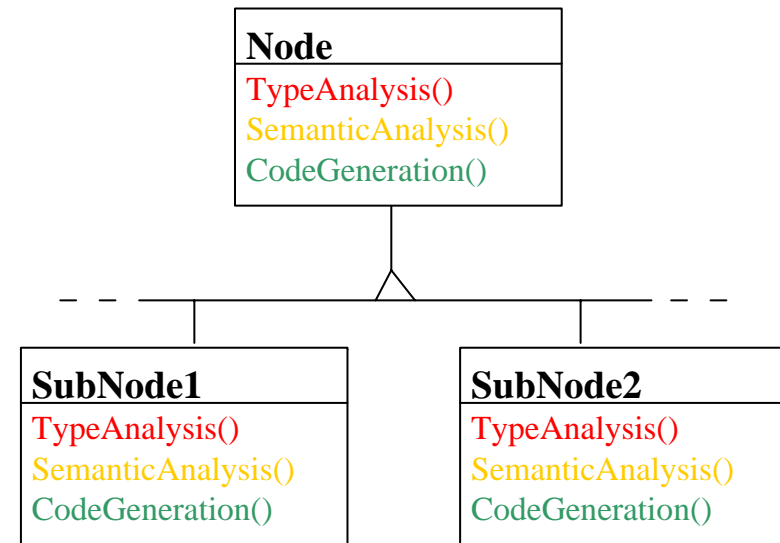 Node
TypeAnalysis()
SemanticAnalysis()
CodeGeneration()
SubNode1
TypeAnalysis()
SemanticAnalysis()
CodeGeneration()
SubNode2
TypeAnalysis()
SemanticAnalysis()
CodeGeneration()